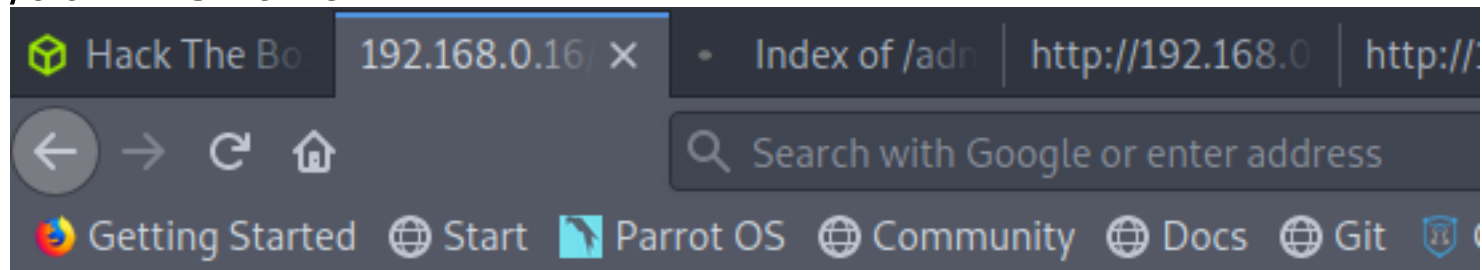 Hack The Bo 192.168.0.16/ Index of /adn http://192.168.0 http://
Search with Google or enter address
Getting Started Start Parrot OS Community Docs Git